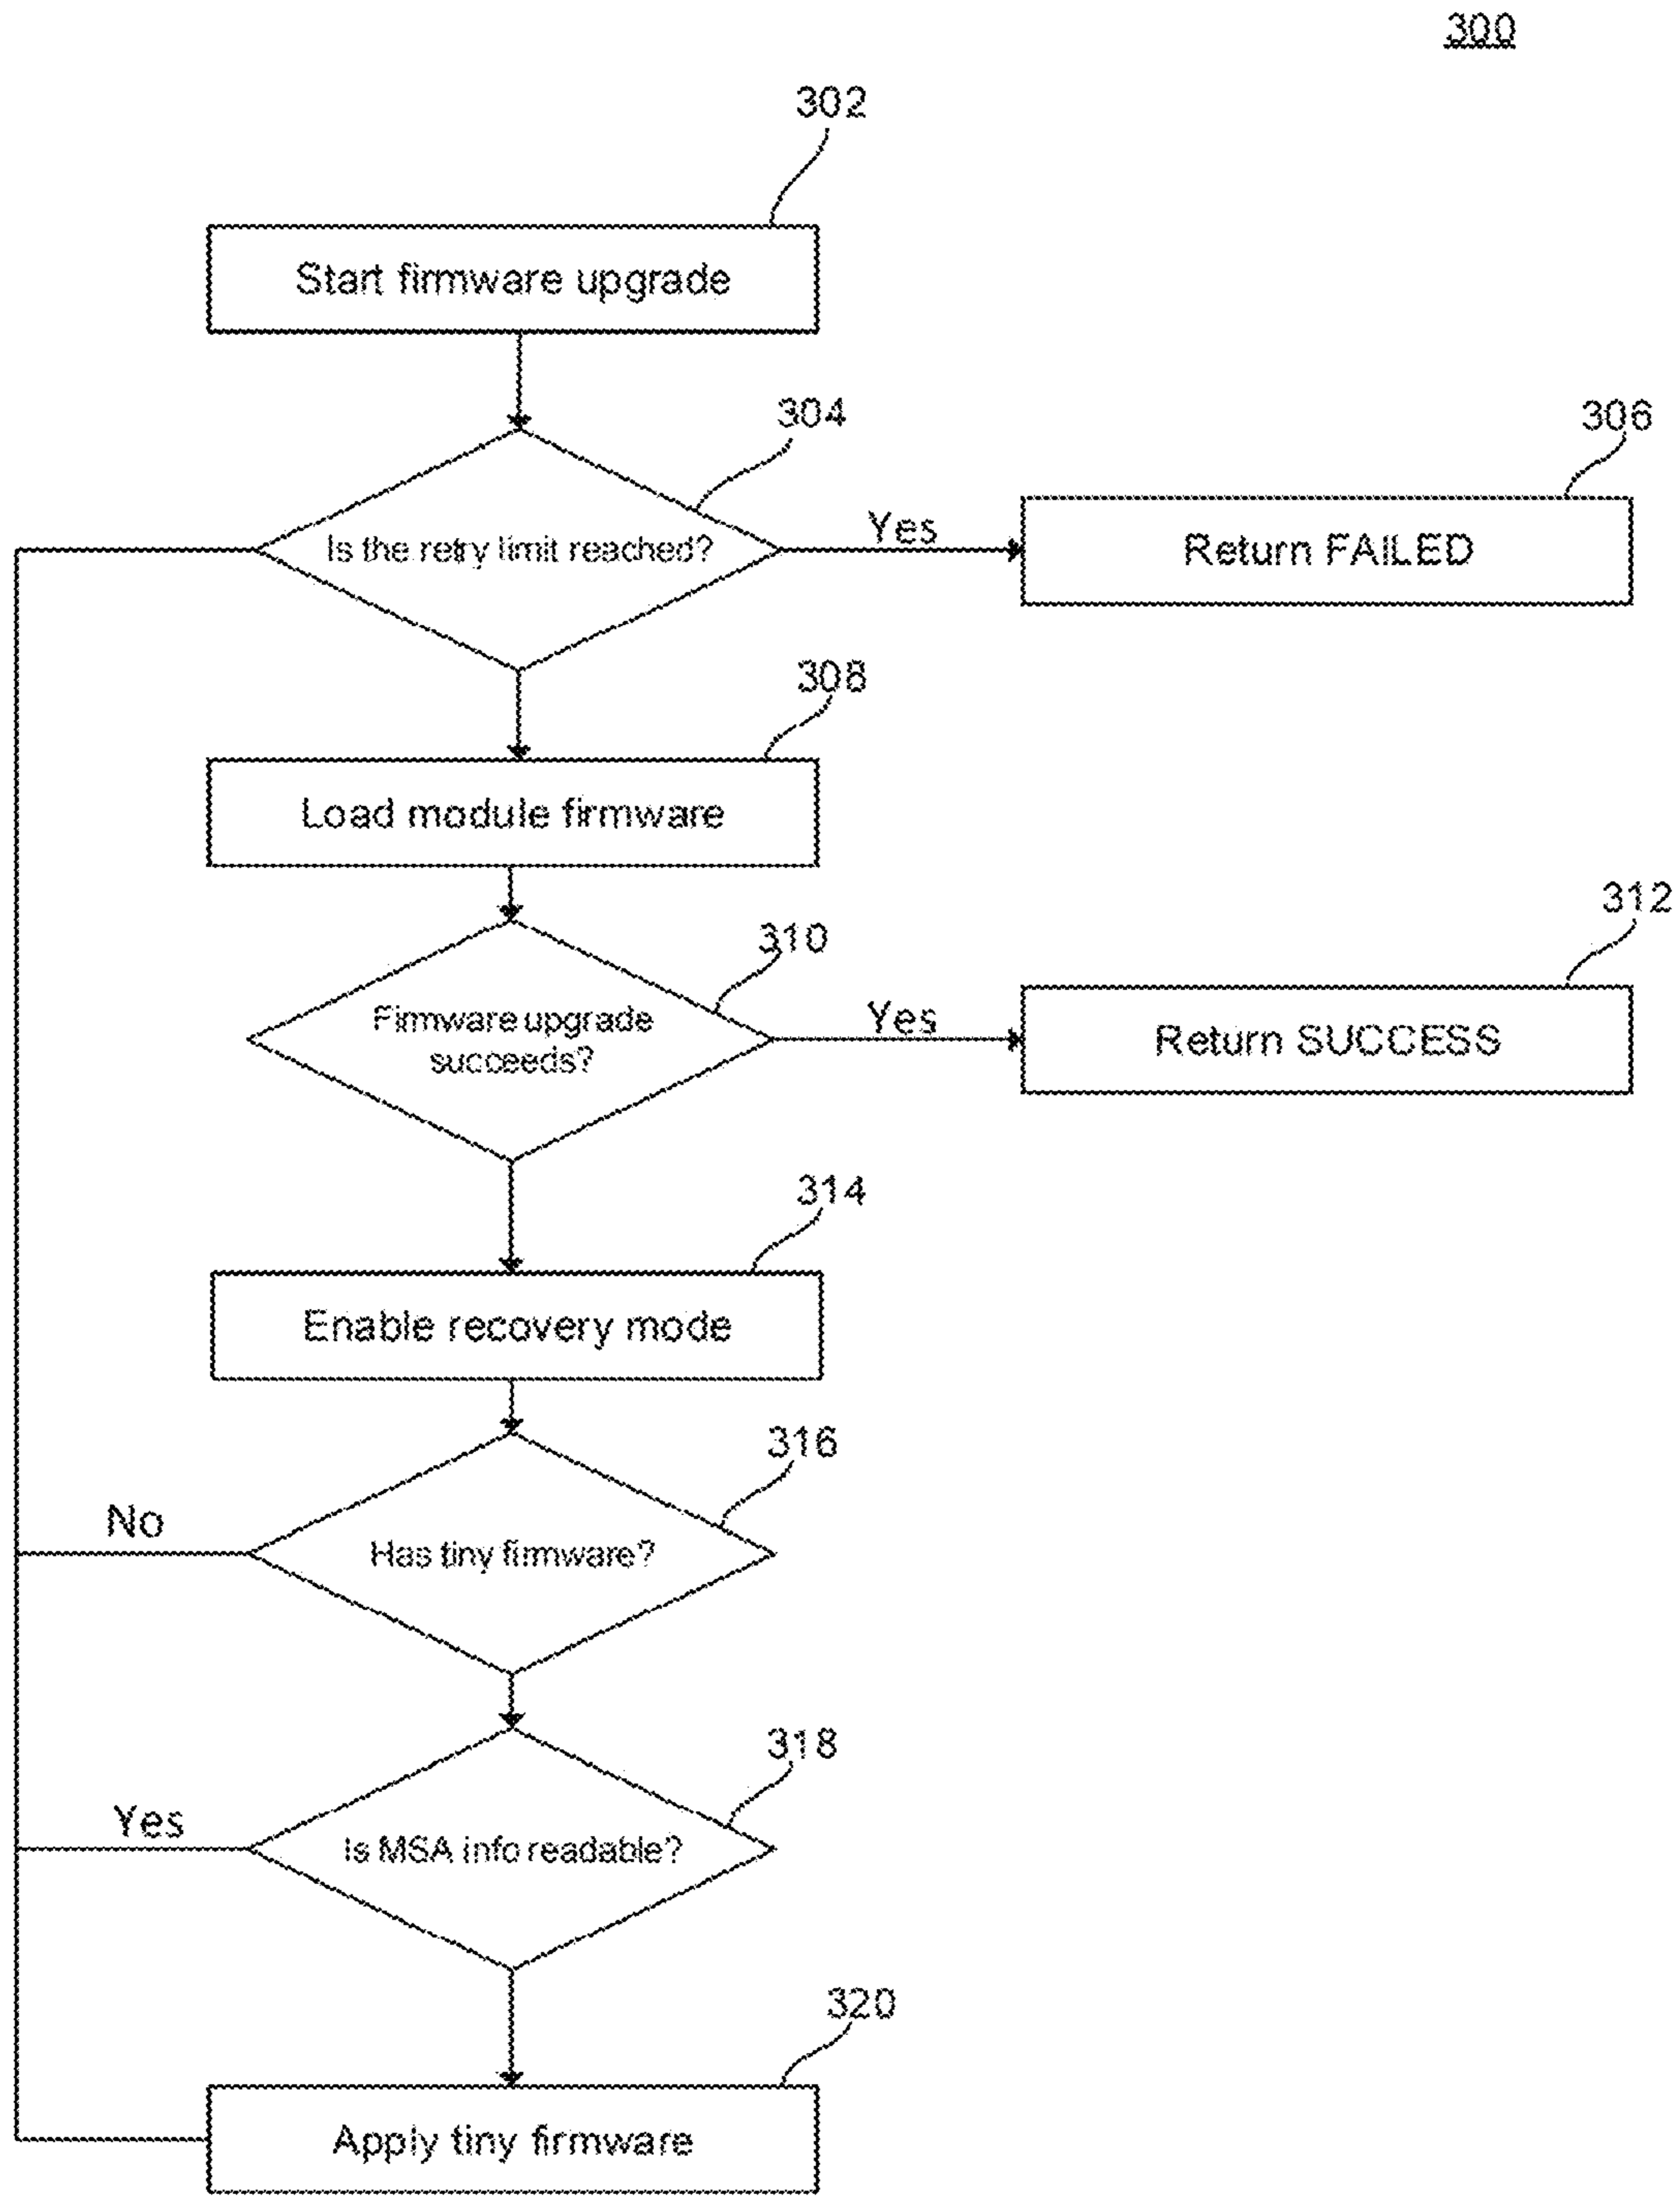 300
302
Start firmware upgrade
304
306
Is the retry limit reached?
Yes
Return FAILED
308
Load module firmware
310
312
Firmware upgrade
succeeds?
Yes
Return SUCCESS
314
Enable recovery mode
316
No
Has tiny firmware?
318
Yes
Is MSA info readable?
320
Apply tiny firmware